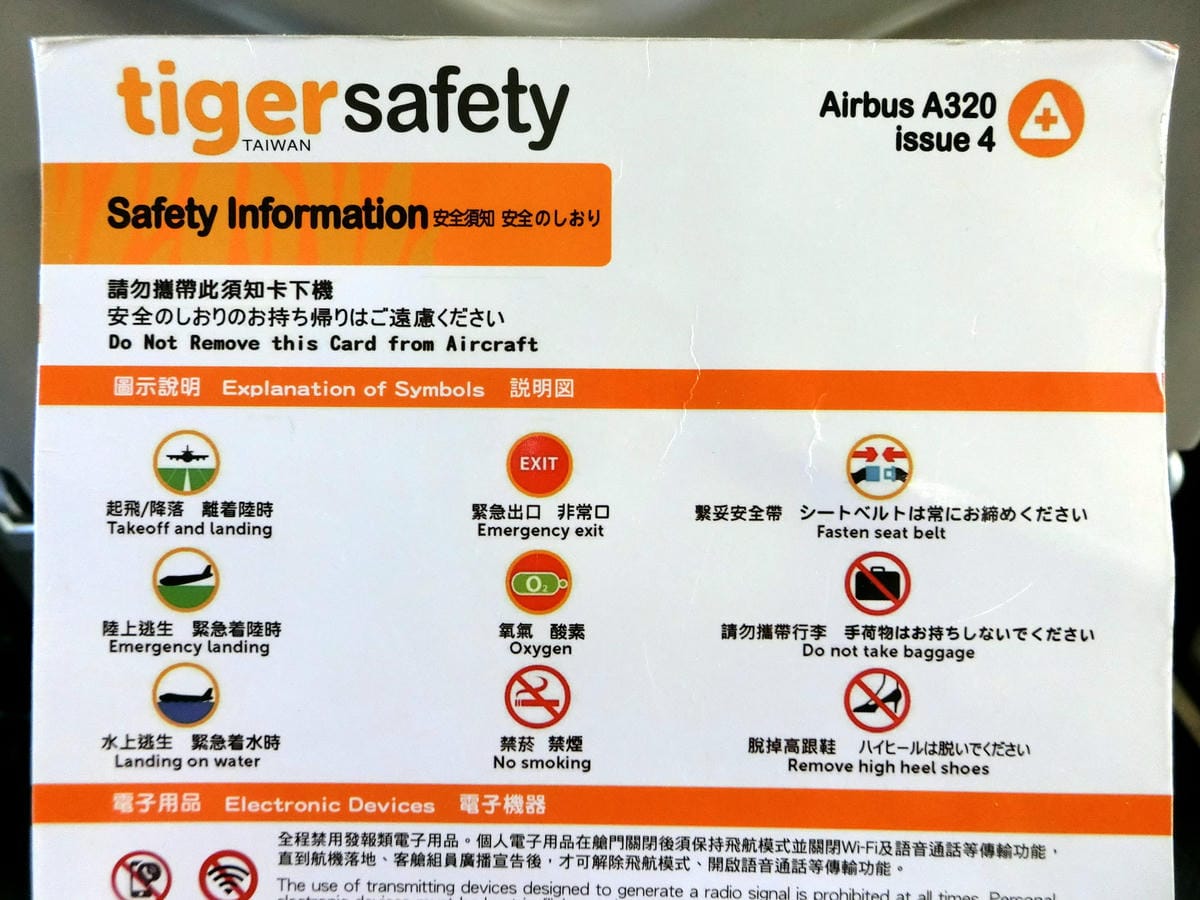 tigersafety
TAIWAN
Airbus A320
issue 4
Safety Information 安全須知 安全のしおり
請勿攜帶此須知卡下機
安全のしおりのお持ち帰りはご遠慮ください
Do Not Remove this Card from Aircraft
圖示說明 Explanation of Symbols 説明図
起飛/降落 離着陸時
Takeoff and landing
EXIT
緊急出口 非常口
Emergency exit
繫妥安全帶 シートベルトは常にお締めください
Fasten seat belt
陸上逃生 緊急着陸時
Emergency landing
O2
氧氣 酸素
Oxygen
請勿攜帶行李 手荷物はお持ちしないでください
Do not take baggage
水上逃生 緊急着水時
Landing on water
禁菸 禁煙
No smoking
脫掉高跟鞋 ハイヒールは脱いでください
Remove high heel shoes
電子用品 Electronic Devices 電子機器
全程禁用發報類電子用品。個人電子用品在艙門關閉後須保持飛航模式並關閉Wi-Fi及語音通話等傳輸功能，
直到航機落地、客艙組員廣播宣告後，才可解除飛航模式、開啟語音通話等傳輸功能。
The use of transmitting devices designed to generate a radio signal is prohibited at all times. Personal
electronic devices must be